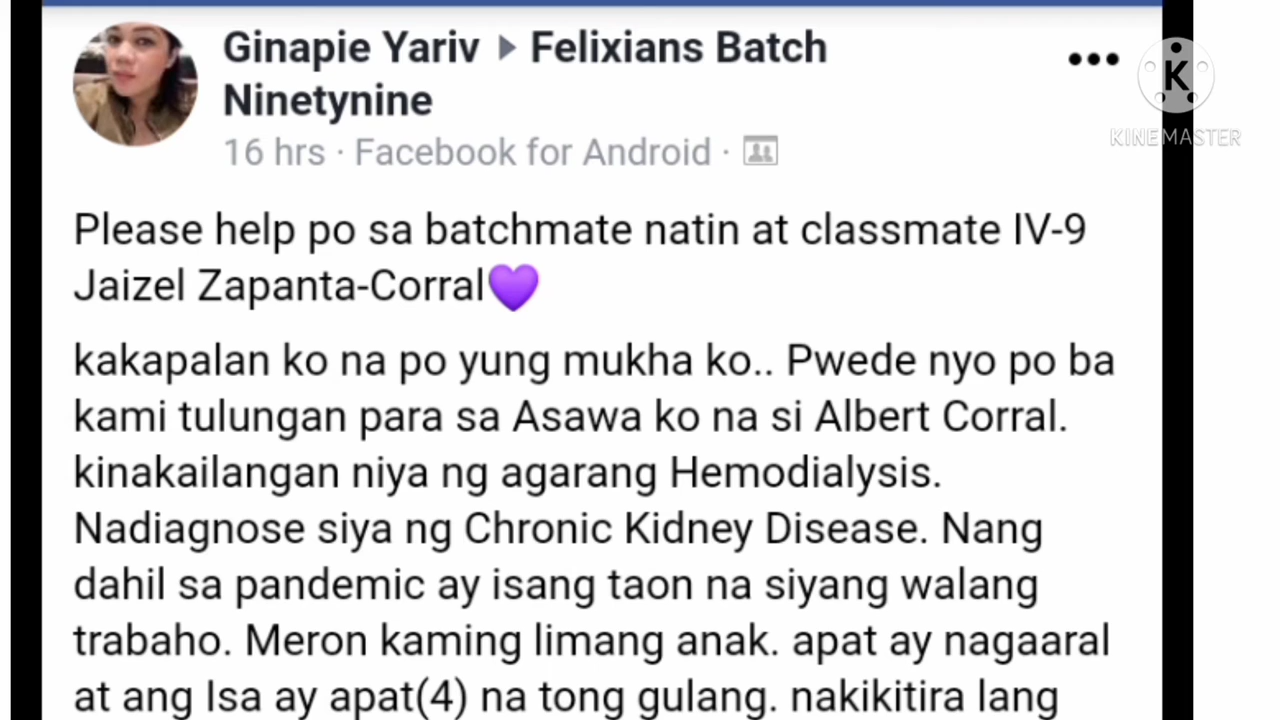 Ginapie Yariv ▸ Felixians Batch
Ninetynine
16 hrs · Facebook for Android ·
K
KINEMASTER
Please help po sa batchmate natin at classmate IV-9
Jaizel Zapanta-Corral💜
kakapalan ko na po yung mukha ko.. Pwede nyo po ba
kami tulungan para sa Asawa ko na si Albert Corral.
kinakailangan niya ng agarang Hemodialysis.
Nadiagnose siya ng Chronic Kidney Disease. Nang
dahil sa pandemic ay isang taon na siyang walang
trabaho. Meron kaming limang anak. apat ay nagaaral
at ang Isa ay apat(4) na tong gulang. nakikitira lang